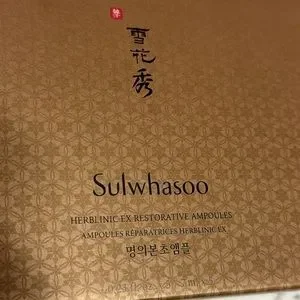 雪
花
秀
Sulwhasoo
HERBLINIC EX RESTORATIVE AMPOULES
AMPOULES RÉPARATRICES HERBLINIC EX
명의본초앰플